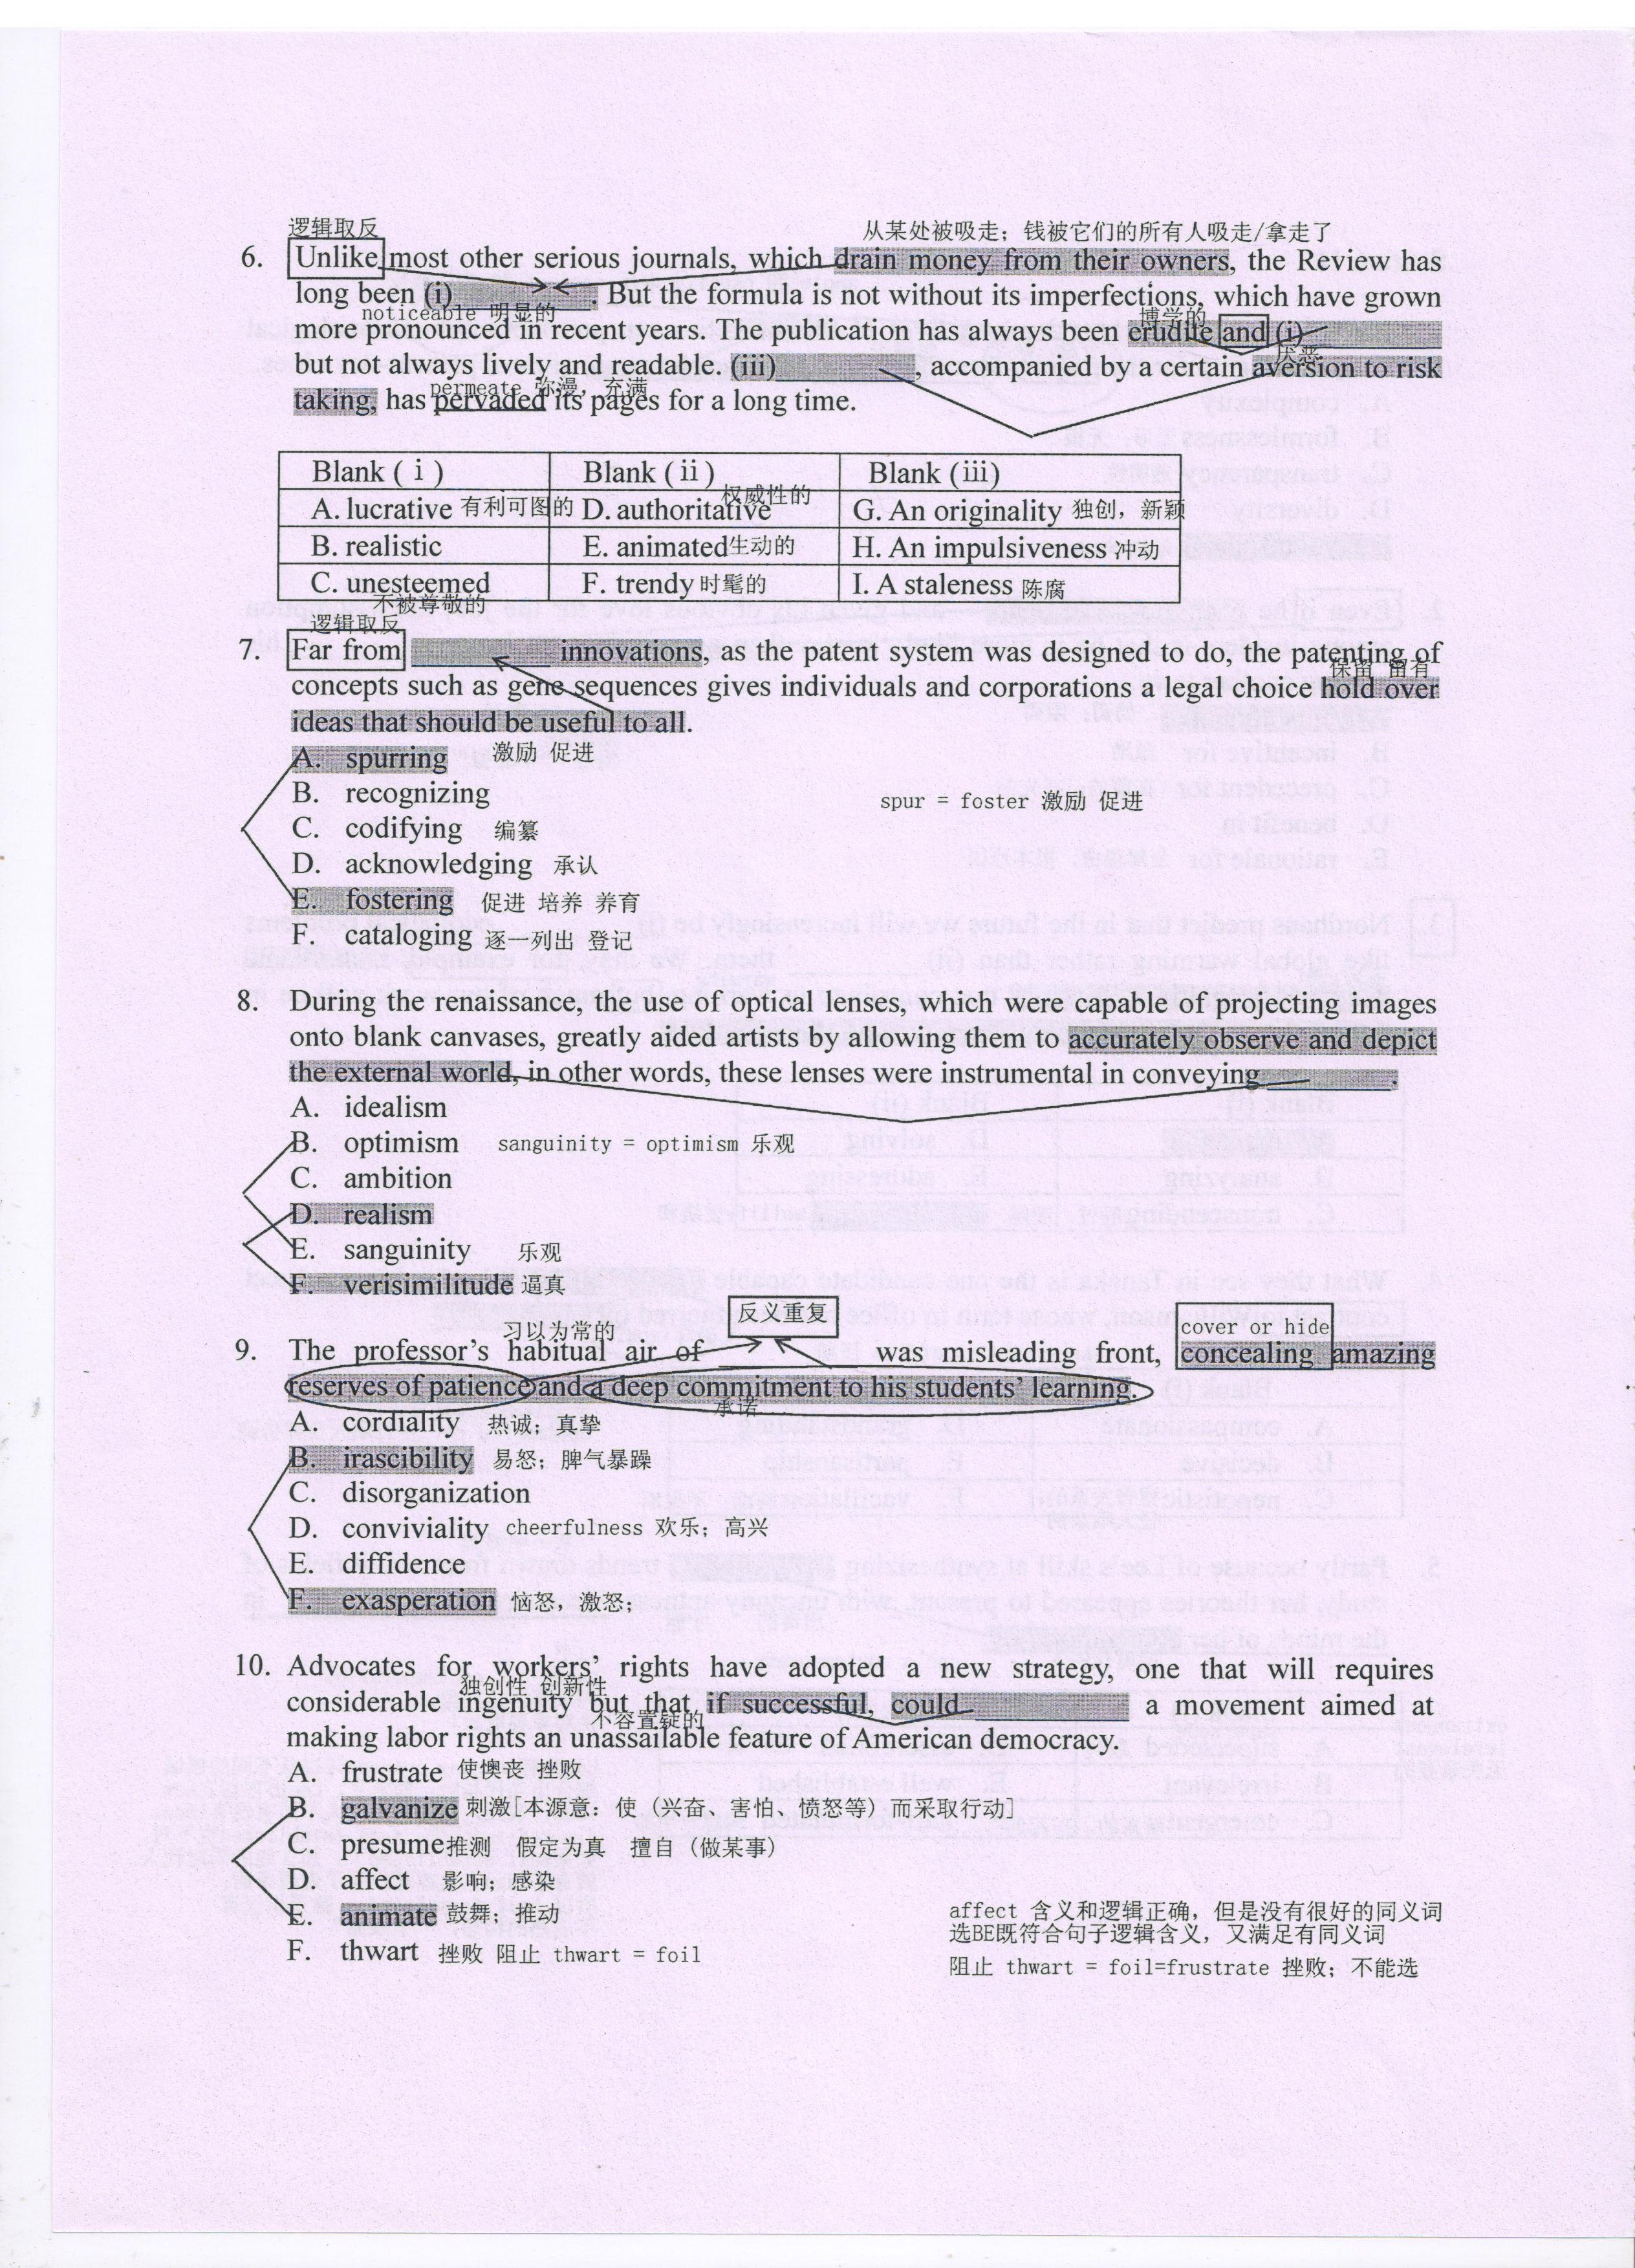 逻辑取反
从某处被吸走；钱被它们的所有人吸走/拿走了
6. Unlike most other serious journals, which drain money from their owners, the Review has
long been (i)________. But the formula is not without its imperfections, which have grown
noticeable 明显的
博学的
more pronounced in recent years. The publication has always been erudite and (i)________
厌恶
but not always lively and readable. (iii)________, accompanied by a certain aversion to risk
permeate 弥漫，充满
taking, has pervaded its pages for a long time.
Blank (ⅰ) Blank (ⅱ) Blank (ⅲ)
A. lucrative 有利可图的 D. authoritative 权威性的 G. An originality 独创，新颖
B. realistic E. animated 生动的 H. An impulsiveness 冲动
C. unesteemed F. trendy 时髦的 I. A staleness 陈腐
不被尊敬的
逻辑取反
7. Far from ________ innovations, as the patent system was designed to do, the patenting of
保留 留有
concepts such as gene sequences gives individuals and corporations a legal choice hold over
ideas that should be useful to all.
A. spurring 激励 促进
B. recognizing
spur = foster 激励 促进
C. codifying 编纂
D. acknowledging 承认
E. fostering 促进 培养 养育
F. cataloging 逐一列出 登记
8. During the renaissance, the use of optical lenses, which were capable of projecting images
onto blank canvases, greatly aided artists by allowing them to accurately observe and depict
the external world, in other words, these lenses were instrumental in conveying ________.
A. idealism
B. optimism sanguinity = optimism 乐观
C. ambition
D. realism
E. sanguinity 乐观
F. verisimilitude 逼真
反义重复
习以为常的
cover or hide
9. The professor's habitual air of ________ was misleading front, concealing amazing
reserves of patience and a deep commitment to his students' learning.
承诺
A. cordiality 热诚；真挚
B. irascibility 易怒；脾气暴躁
C. disorganization
D. conviviality cheerfulness 欢乐；高兴
E. diffidence
F. exasperation 恼怒，激怒；
10. Advocates for workers' rights have adopted a new strategy, one that will requires
独创性 创新性
considerable ingenuity but that if successful, could ________ a movement aimed at
不容置疑的
making labor rights an unassailable feature of American democracy.
A. frustrate 使懊丧 挫败
B. galvanize 刺激[本源意：使（兴奋、害怕、愤怒等）而采取行动]
C. presume 推测 假定为真 擅自（做某事）
D. affect 影响；感染
E. animate 鼓舞；推动
F. thwart 挫败 阻止 thwart = foil
affect 含义和逻辑正确，但是没有很好的同义词
选BE既符合句子逻辑含义，又满足有同义词
阻止 thwart = foil=frustrate 挫败；不能选